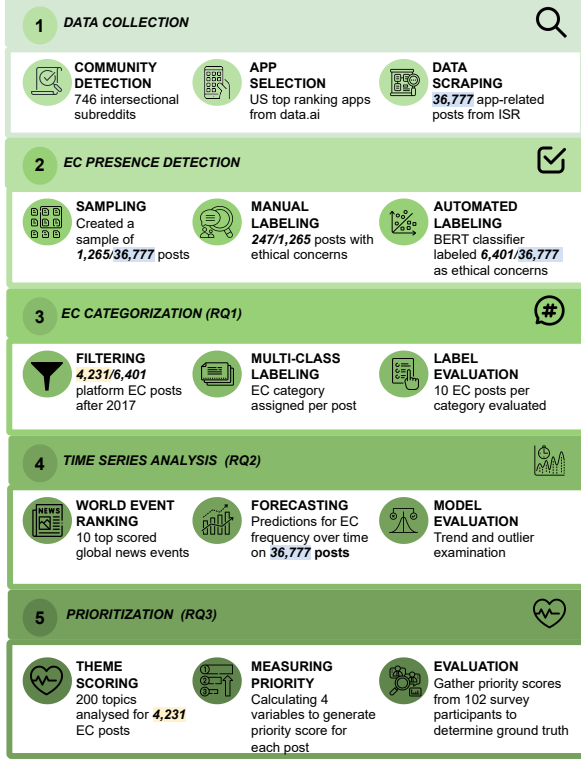 1 DATA COLLECTION
COMMUNITY
DETECTION
746 intersectional
subreddits
APP
SELECTION
US top ranking apps
from data.ai
DATA
SCRAPING
36,777 app-related
posts from ISR
2 EC PRESENCE DETECTION
SAMPLING
Created a
sample of
1,265/36,777 posts
MANUAL
LABELING
247/1,265 posts with
ethical concerns
AUTOMATED
LABELING
BERT classifier
labeled 6,401/36,777
as ethical concerns
3 EC CATEGORIZATION (RQ1)
#
FILTERING
4,231/6,401
platform EC posts
after 2017
MULTI-CLASS
LABELING
EC category
assigned per post
LABEL
EVALUATION
10 EC posts per
category evaluated
4 TIME SERIES ANALYSIS (RQ2)
NEWS
WORLD EVENT
RANKING
10 top scored
global news events
FORECASTING
Predictions for EC
frequency over time
on 36,777 posts
MODEL
EVALUATION
Trend and outlier
examination
5 PRIORITIZATION (RQ3)
THEME
SCORING
200 topics
analysed for 4,231
EC posts
1
2
3
MEASURING
PRIORITY
Calculating 4
variables to generate
priority score for
each post
EVALUATION
Gather priority scores
from 102 survey
participants to
determine ground truth